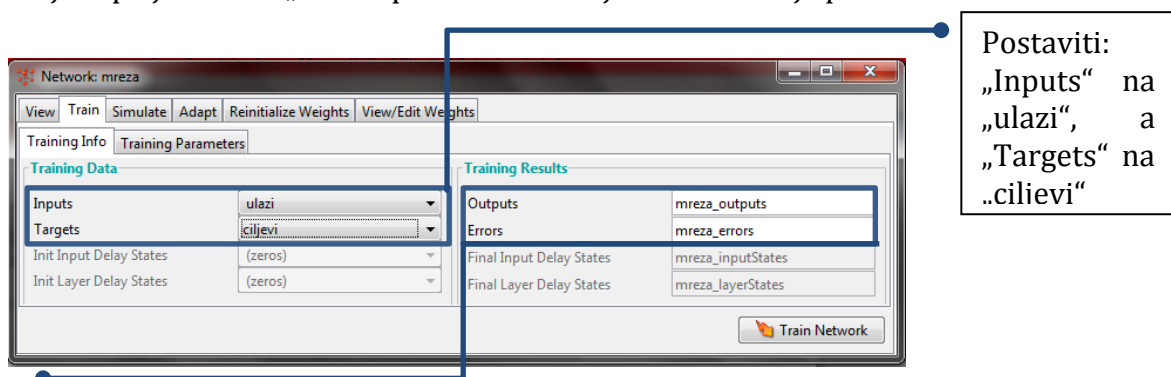 Postaviti:
„Inputs“ na
„ulazi“, a
„Targets“ na
„ciljevi“
Network: mreza
View Train Simulate Adapt Reinitialize Weights View/Edit Weights
Training Info Training Parameters
Training Data
Training Results
Inputs ulazi
Outputs mreza_outputs
Targets ciljevi
Errors mreza_errors
Init Input Delay States (zeros)
Final Input Delay States mreza_inputStates
Init Layer Delay States (zeros)
Final Layer Delay States mreza_layerStates
Train Network